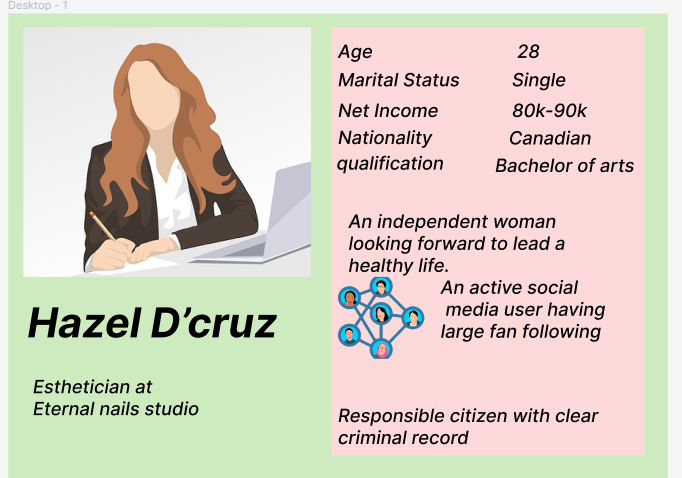 Desktop - 1
Age 28
Marital Status Single
Net Income 80k-90k
Nationality Canadian
qualification Bachelor of arts
An independent woman
looking forward to lead a
healthy life.
An active social
media user having
large fan following
Responsible citizen with clear
criminal record
Hazel D’cruz
Esthetician at
Eternal nails studio